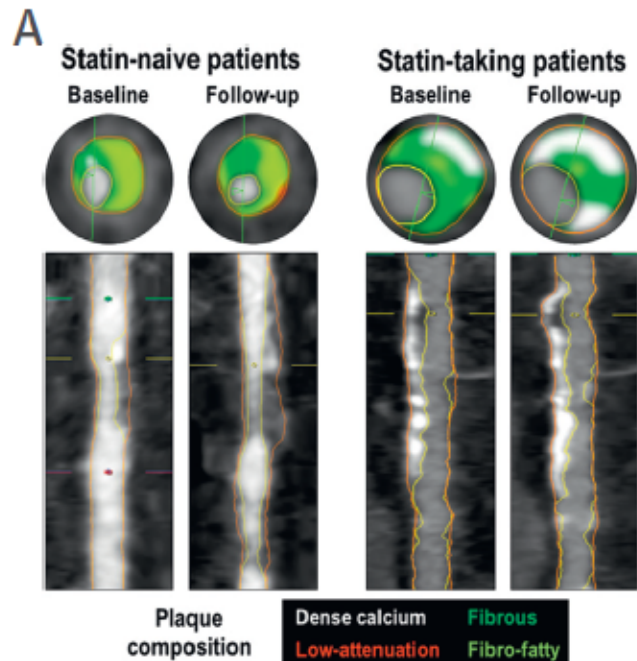 A
Statin-naive patients
Statin-taking patients
Baseline
Follow-up
Baseline
Follow-up
Plaque
composition
Dense calcium
Fibrous
Low-attenuation
Fibro-fatty